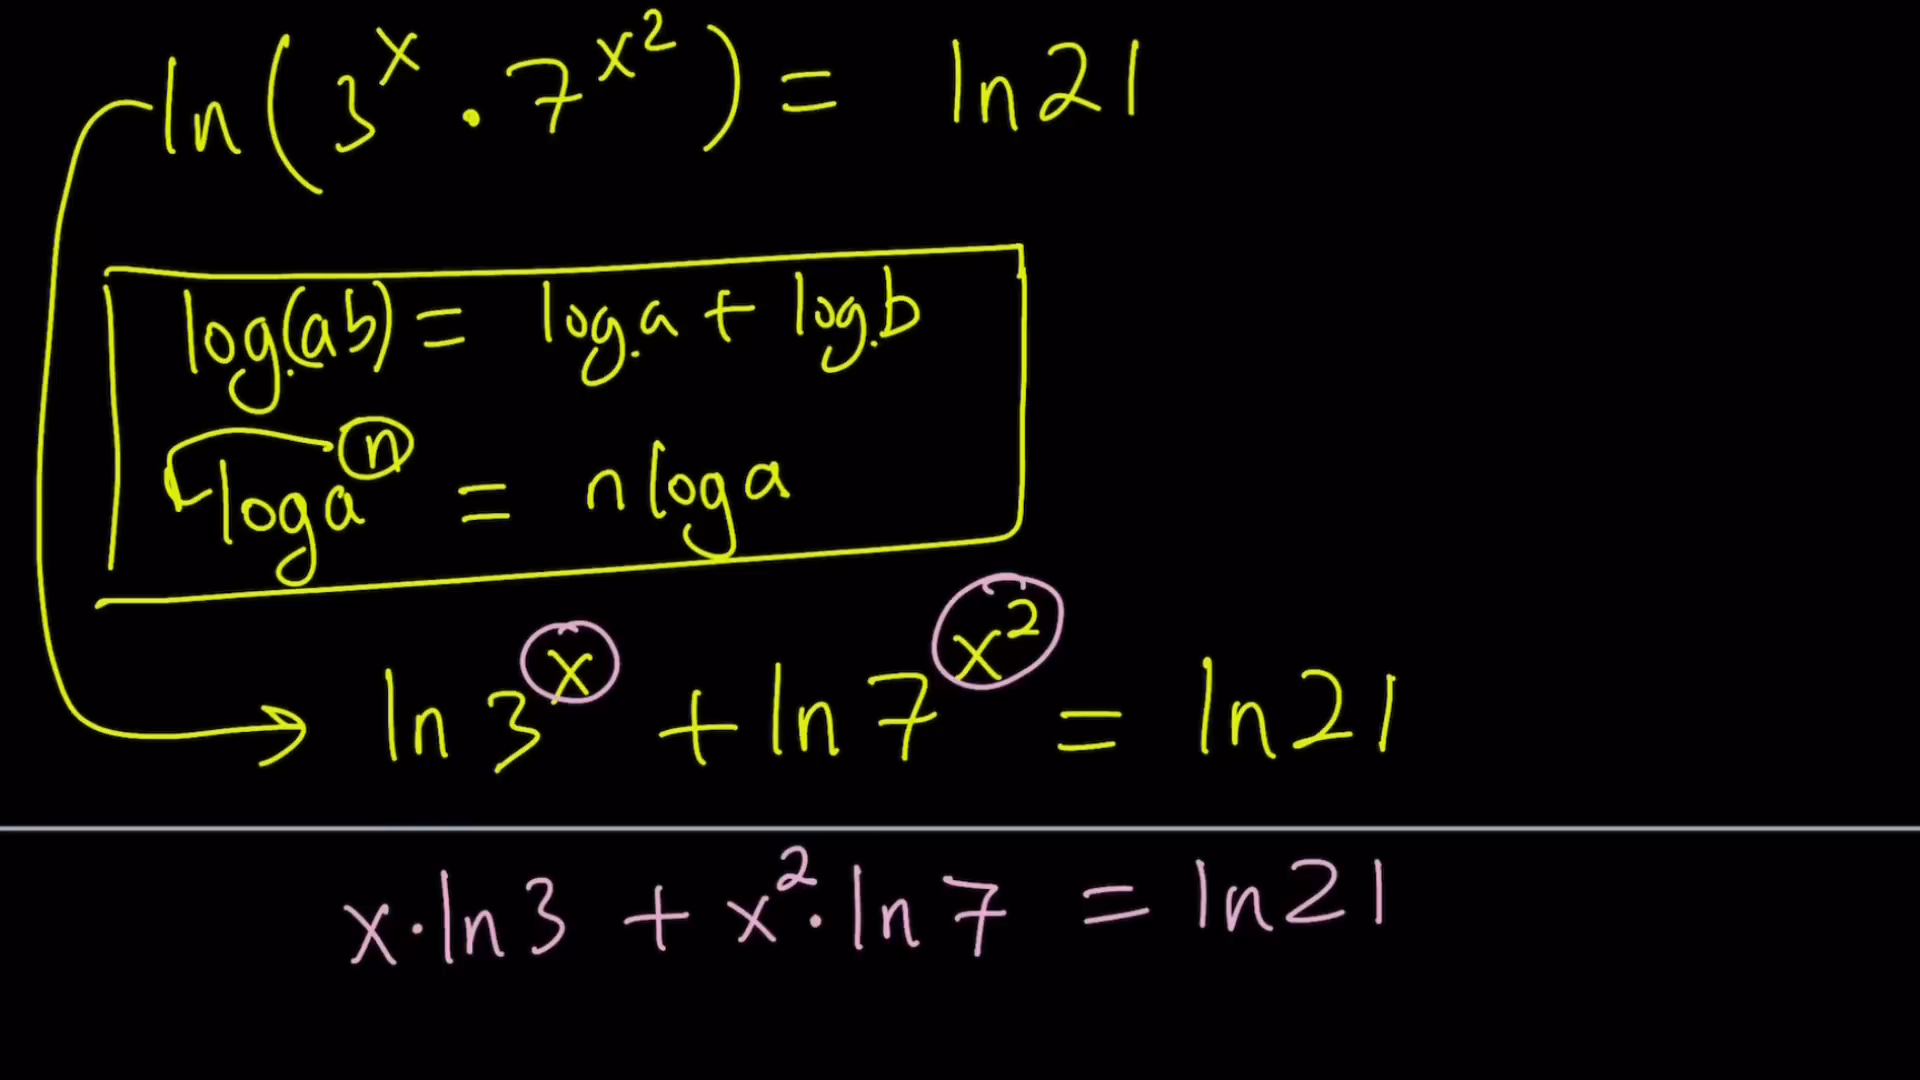 ln(3^x · 7^x²) = ln21
log(ab) = log a + log b
log a^n = n log a
ln 3^x + ln 7^x² = ln21
x·ln3 + x²·ln7 = ln21